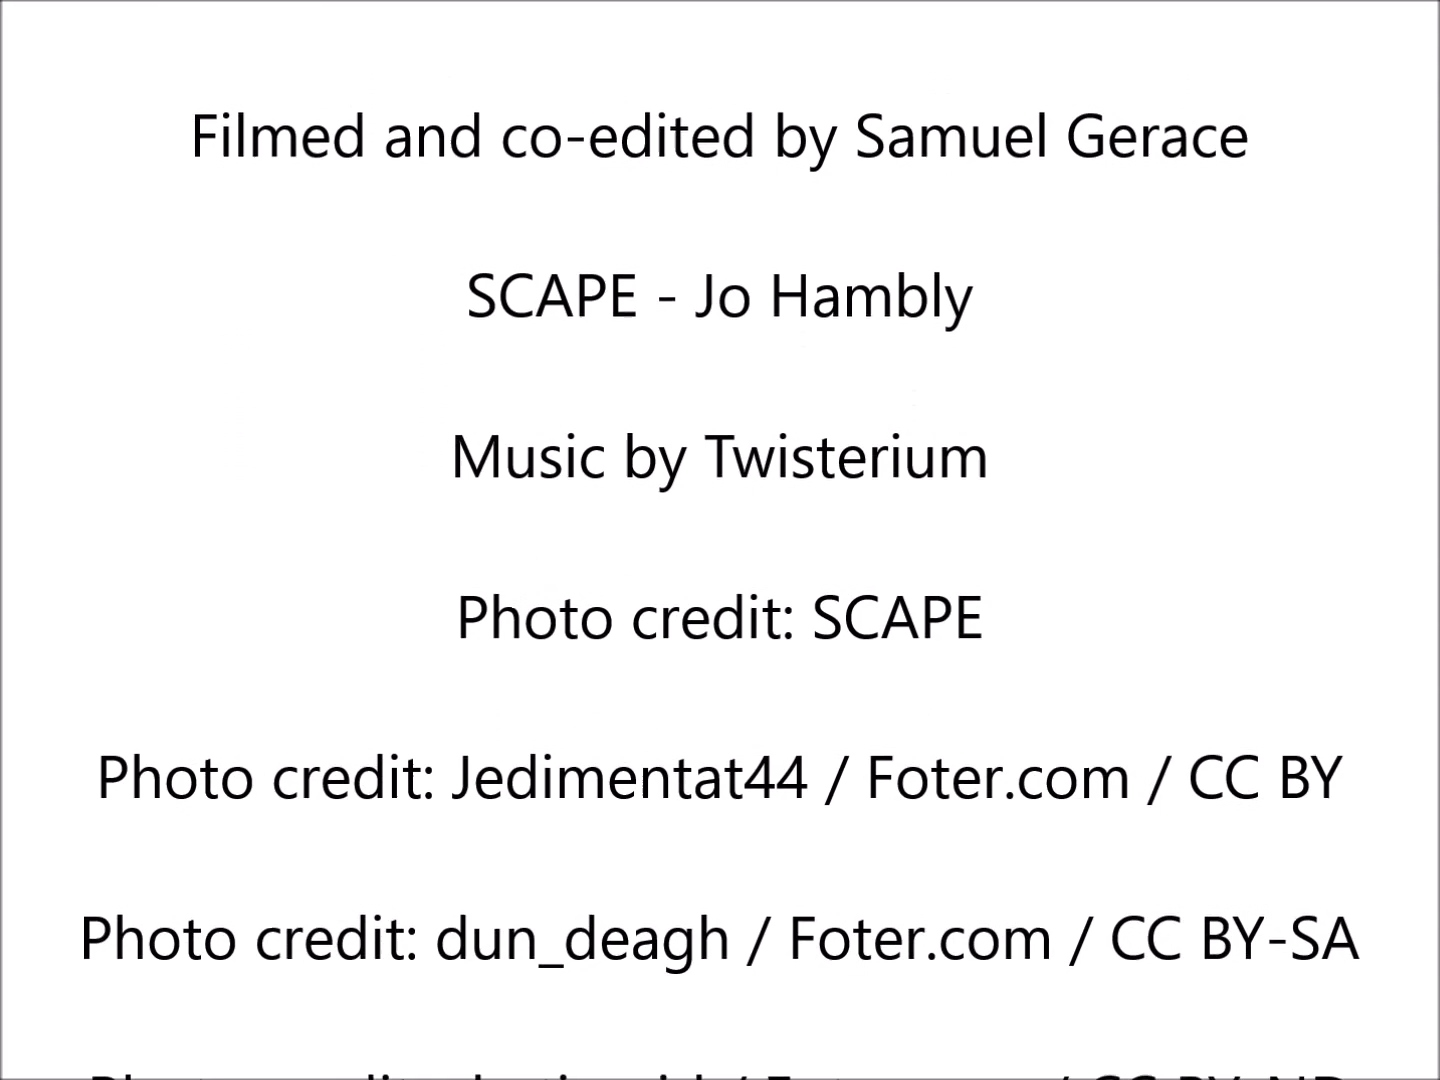 Filmed and co-edited by Samuel Gerace
SCAPE - Jo Hambly
Music by Twisterium
Photo credit: SCAPE
Photo credit: Jedimentat44 / Foter.com / CC BY
Photo credit: dun_deagh / Foter.com / CC BY-SA